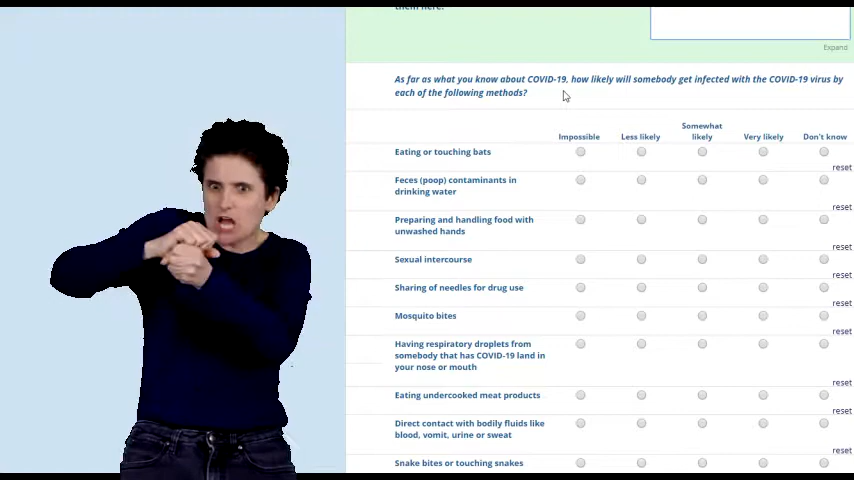 them here.
Expand
As far as what you know about COVID-19, how likely will somebody get infected with the COVID-19 virus by
each of the following methods?
Impossible Less likely Somewhat likely Very likely Don't know
Eating or touching bats
reset
Feces (poop) contaminants in
drinking water
reset
Preparing and handling food with
unwashed hands
reset
Sexual intercourse
reset
Sharing of needles for drug use
reset
Mosquito bites
reset
Having respiratory droplets from
somebody that has COVID-19 land in
your nose or mouth
reset
Eating undercooked meat products
reset
Direct contact with bodily fluids like
blood, vomit, urine or sweat
reset
Snake bites or touching snakes